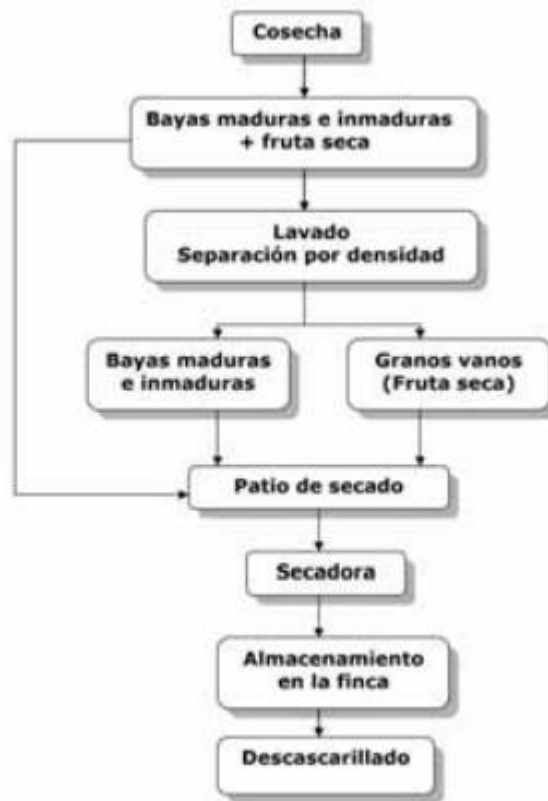 Cosecha
Bayas maduras e inmaduras
+ fruta seca
Lavado
Separación por densidad
Bayas maduras
e inmaduras
Granos vanos
(Fruta seca)
Patio de secado
Secadora
Almacenamiento
en la finca
Descascarillado